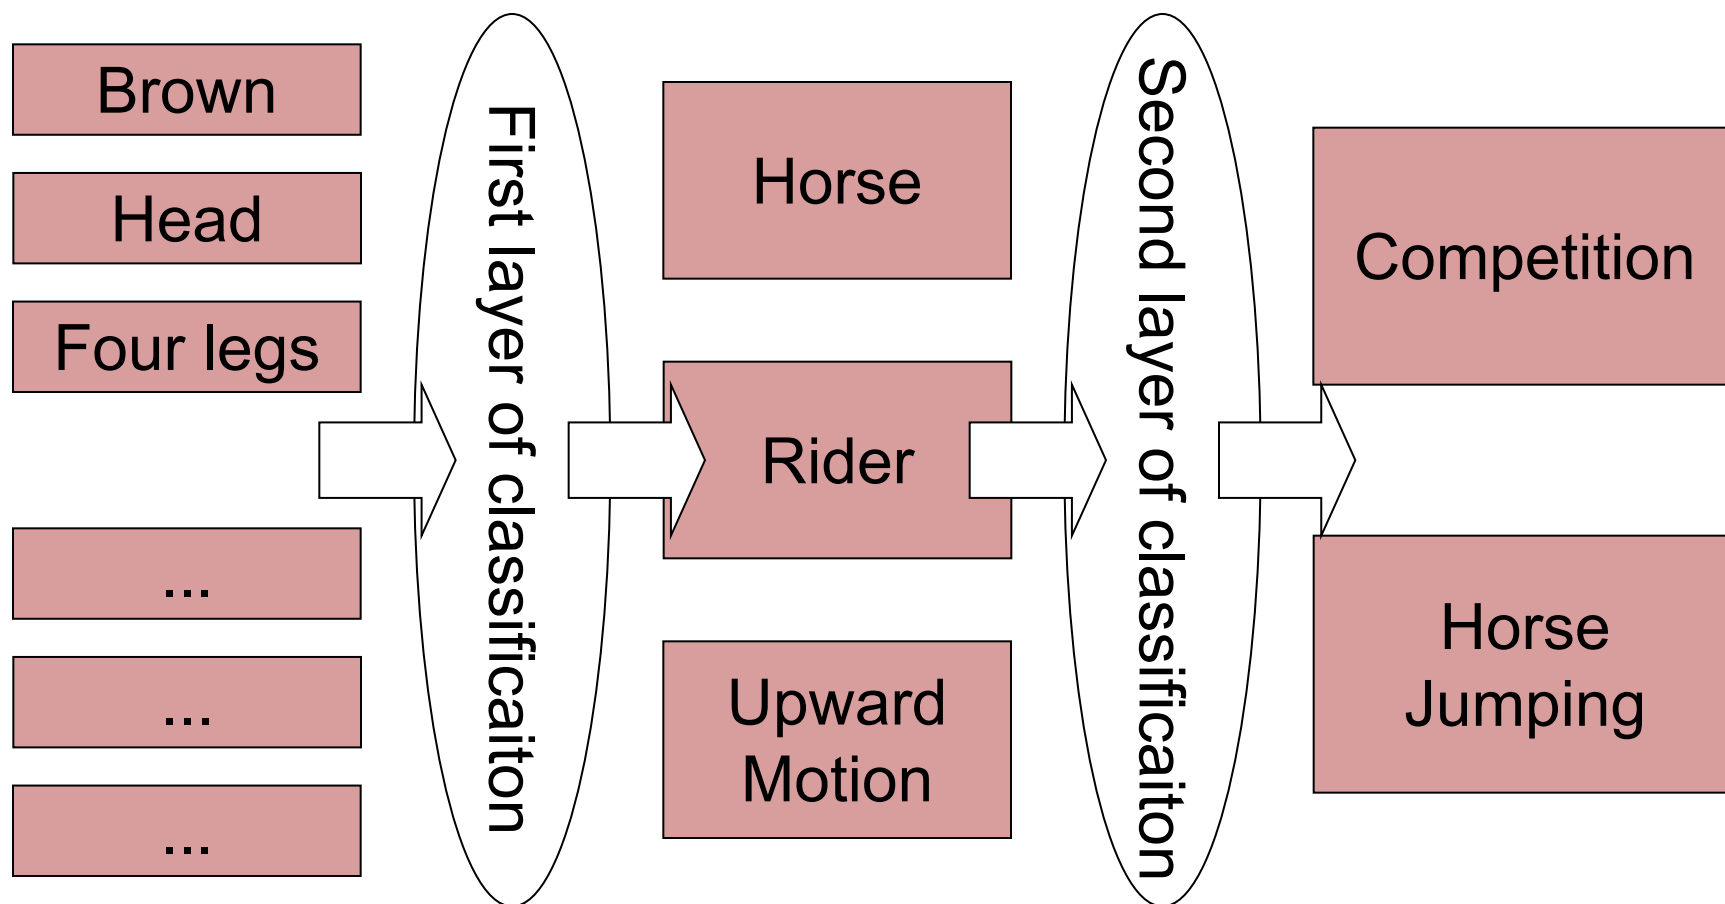 Brown
Head
Four legs
...
...
...
First layer of classificaiton
Horse
Rider
Upward
Motion
Second layer of classificaiton
Competition
Horse
Jumping